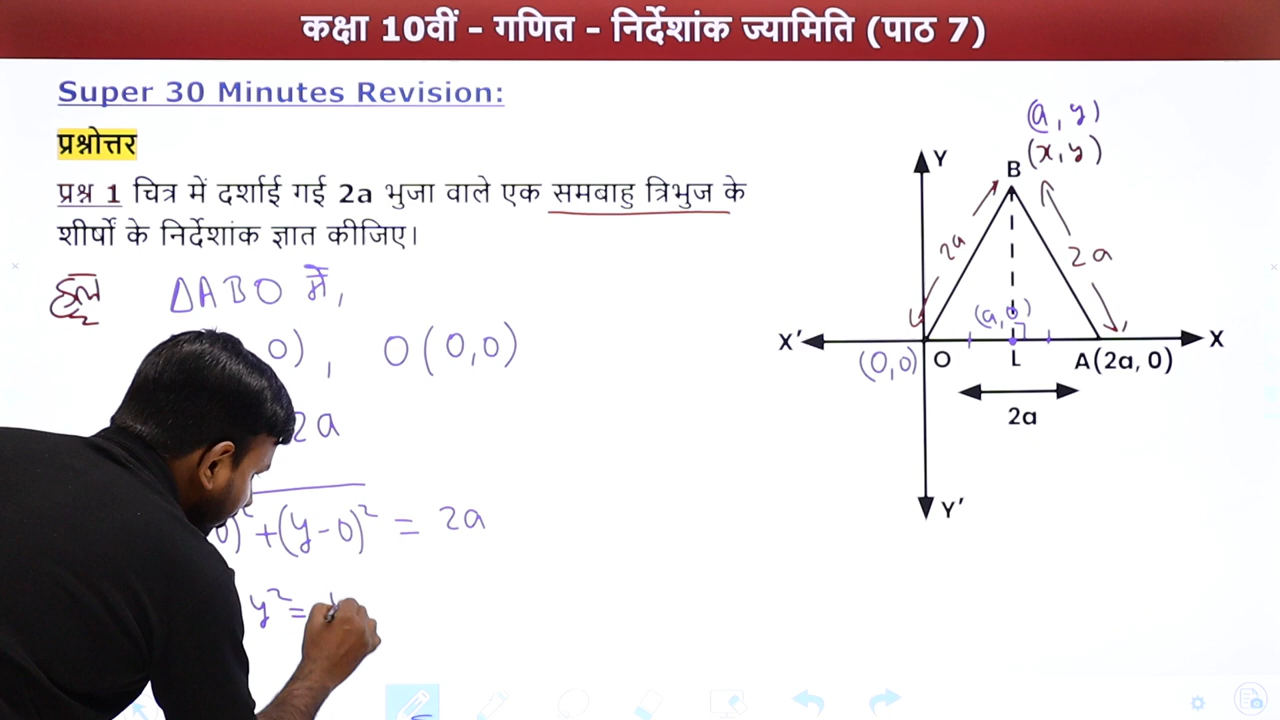 कक्षा 10वीं - गणित - निर्देशांक ज्यामिति (पाठ 7)
Super 30 Minutes Revision:
प्रश्नोत्तर
प्रश्न 1 चित्र में दर्शाई गई 2a भुजा वाले एक समबाहु त्रिभुज के
शीर्षों के निर्देशांक ज्ञात कीजिए।
हल
ΔABO में,
0), O(0,0)
2a
0)² + (y-0)² = 2a
y² =
(a, y)
(x, y)
B
Y
2a
2a
(a, 0)
X′
X
(0,0)
O
L
A(2a, 0)
2a
Y′